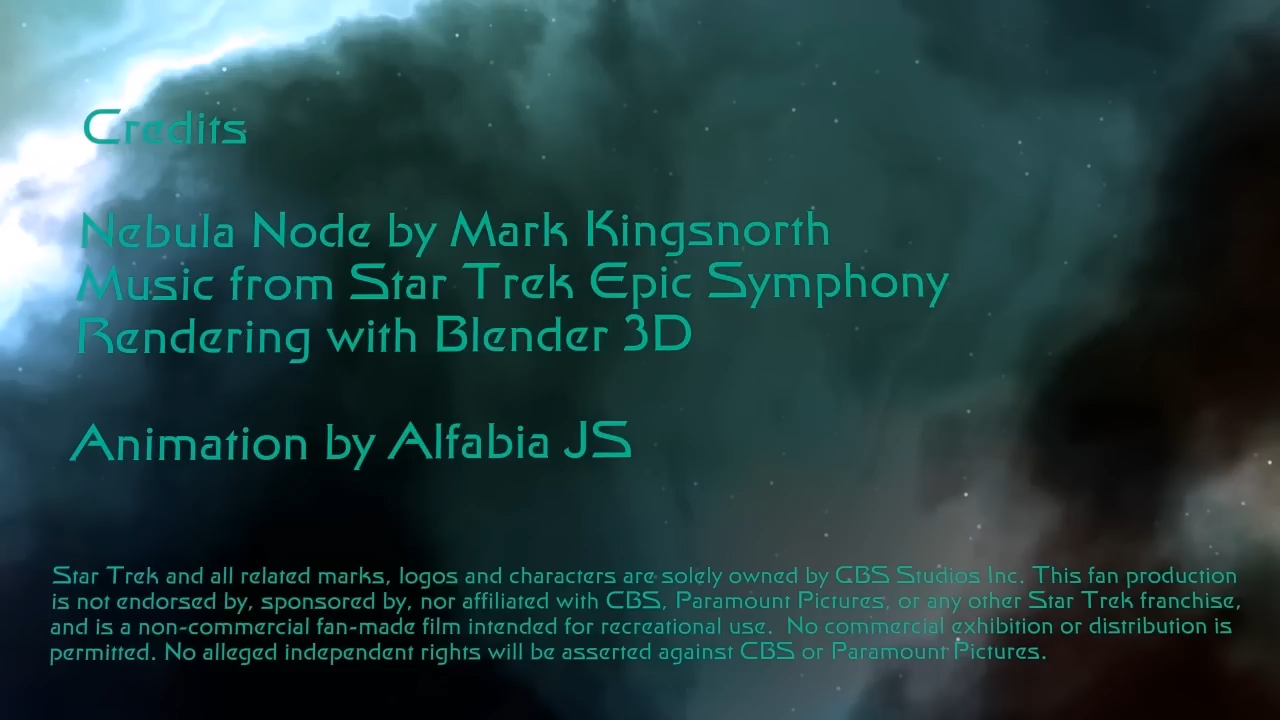 Credits
Nebula Node by Mark Kingsnorth
Music from Star Trek Epic Symphony
Rendering with Blender 3D
Animation by Alfabia JS
Star Trek and all related marks, logos and characters are solely owned by CBS Studios Inc. This fan production
is not endorsed by, sponsored by, nor affiliated with CBS, Paramount Pictures, or any other Star Trek franchise,
and is a non-commercial fan-made film intended for recreational use. No commercial exhibition or distribution is
permitted. No alleged independent rights will be asserted against CBS or Paramount Pictures.